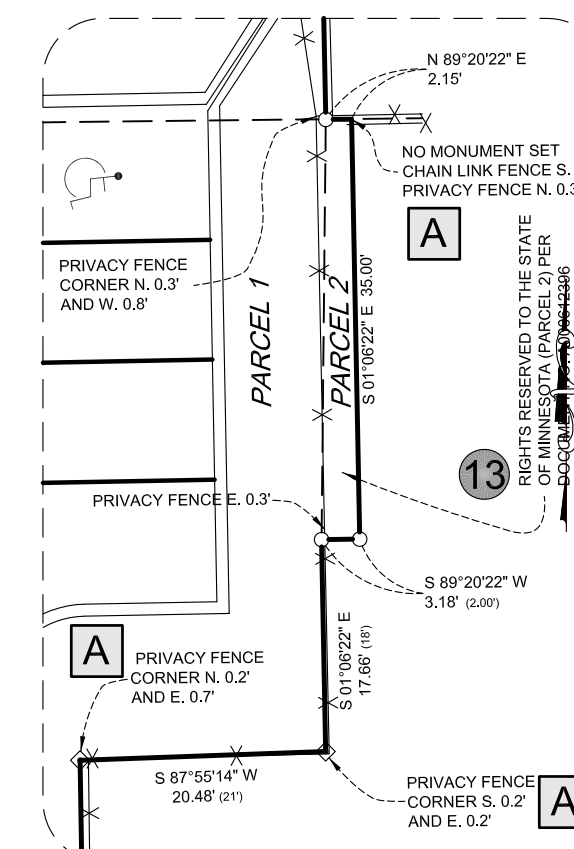 N 89°20'22" E
2.15'
NO MONUMENT SET
CHAIN LINK FENCE S.
PRIVACY FENCE N.
A
PRIVACY FENCE
CORNER N. 0.3'
AND W. 0.8'
PARCEL 1
PARCEL 2
S 01°06'22" E 35.00'
RIGHTS RESERVED TO THE STATE
OF MINNESOTA (PARCEL 2) PER
13
PRIVACY FENCE E. 0.3'
S 89°20'22" W
3.18' (2.00')
S 01°06'22" E
17.66' (18')
A
PRIVACY FENCE
CORNER N. 0.2'
AND E. 0.7'
S 87°55'14" W
20.48' (21')
PRIVACY FENCE
CORNER S. 0.2'
AND E. 0.2'
A